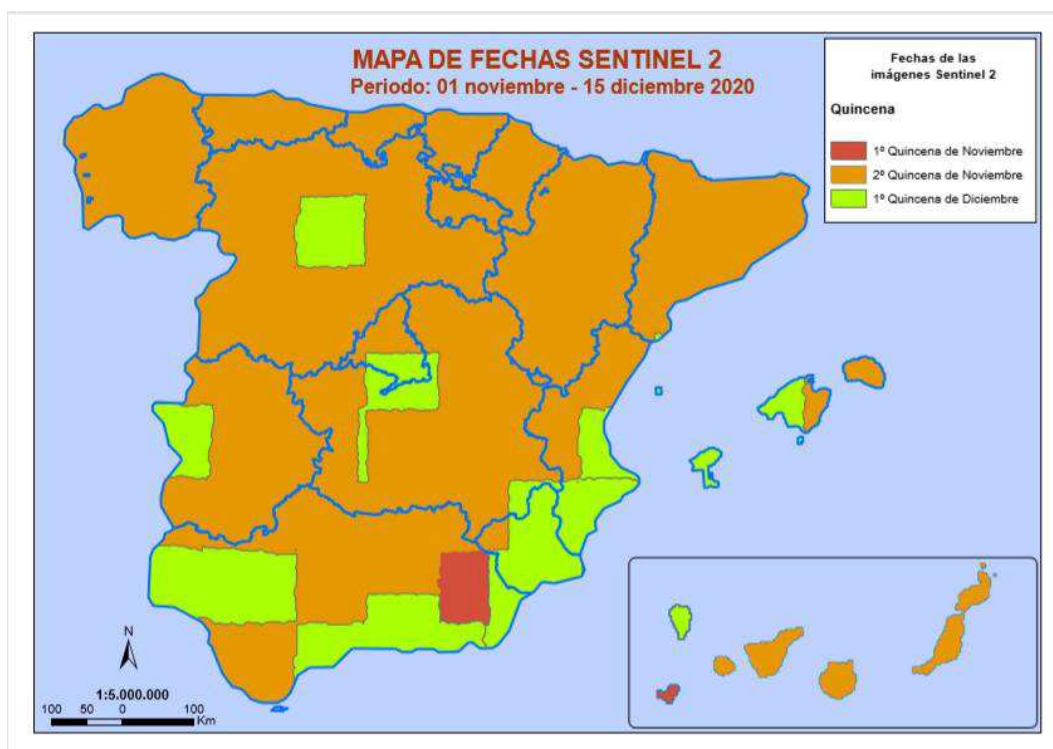 MAPA DE FECHAS SENTINEL 2
Periodo: 01 noviembre - 15 diciembre 2020
Fechas de las
imágenes Sentinel 2
Quincena
1º Quincena de Noviembre
2º Quincena de Noviembre
1º Quincena de Diciembre
N
1:5.000.000
100 50 0 100
Km